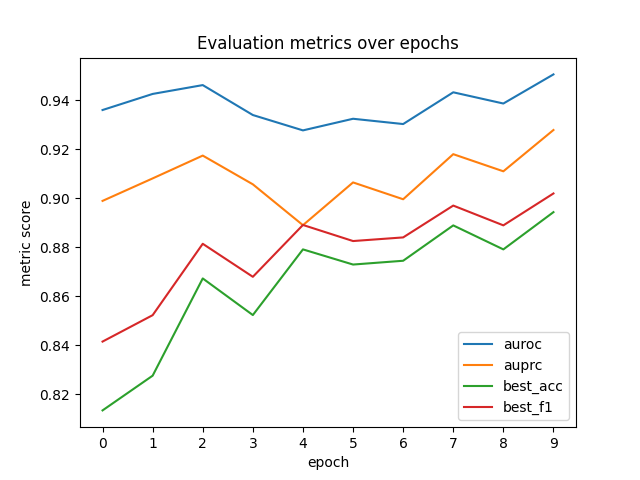 Evaluation metrics over epochs
metric score
0.94
0.92
0.90
0.88
0.86
0.84
0.82
auroc
auprc
best_acc
best_f1
0 1 2 3 4 5 6 7 8 9
epoch